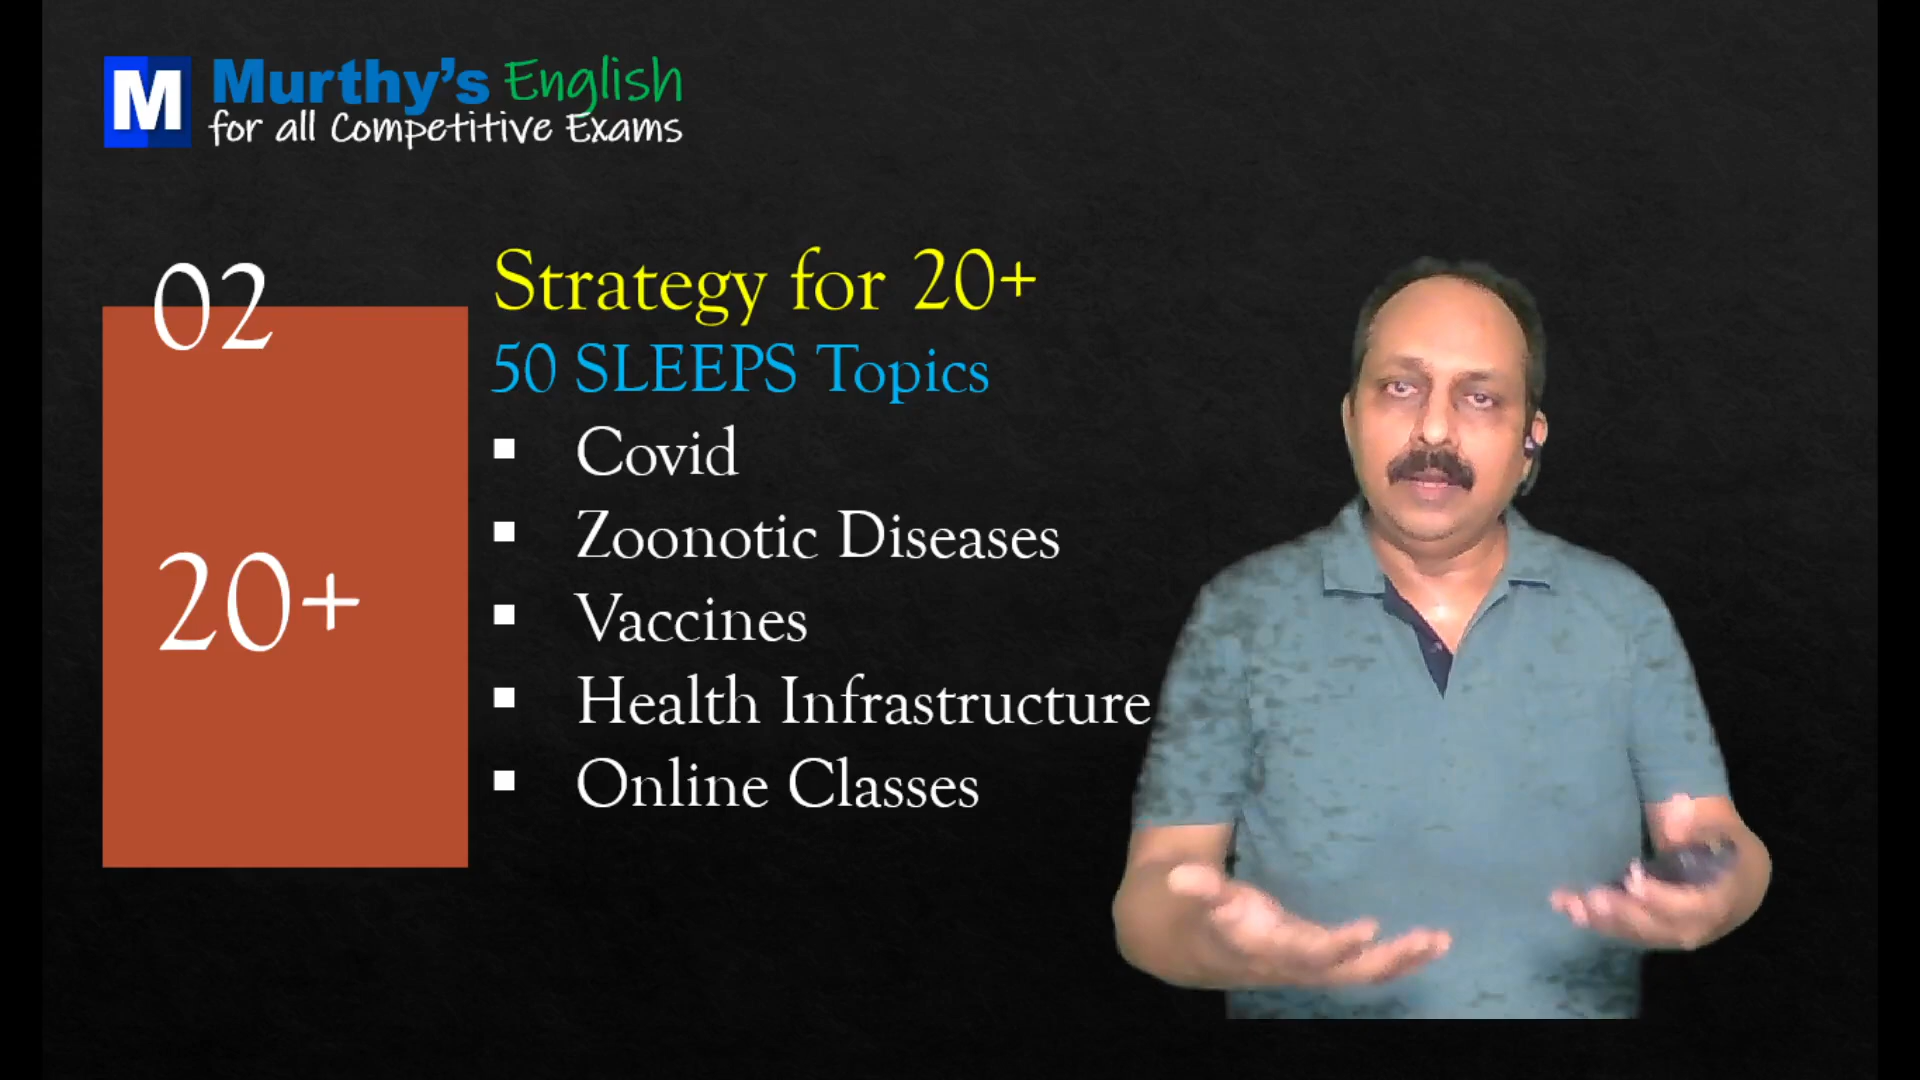 M
Murthy's English
for all Competitive Exams
02
20+
Strategy for 20+
50 SLEEPS Topics
▪ Covid
▪ Zoonotic Diseases
▪ Vaccines
▪ Health Infrastructure
▪ Online Classes